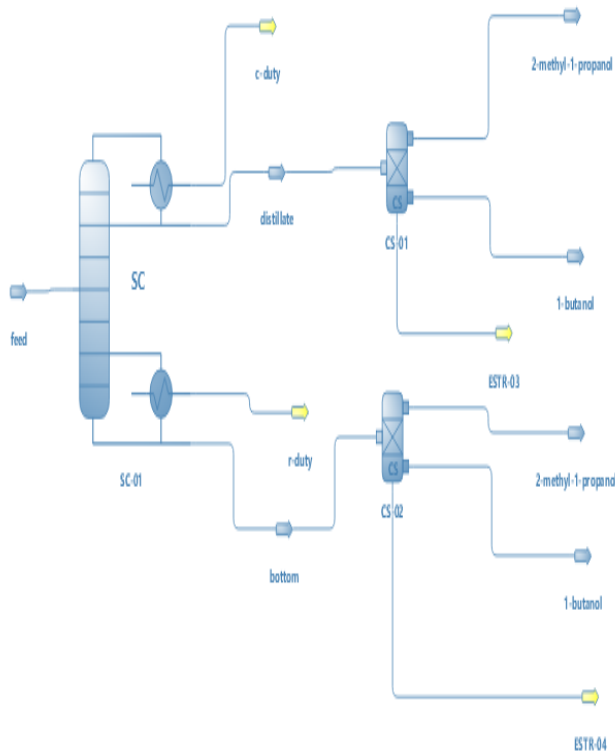 2-methyl-1-propanol
c-duty
CS
distillate
CS-01
SC
1-butanol
feed
ESTR-03
r-duty
CS
SC-01
2-methyl-1-propanol
CS-02
bottom
1-butanol
ESTR-04